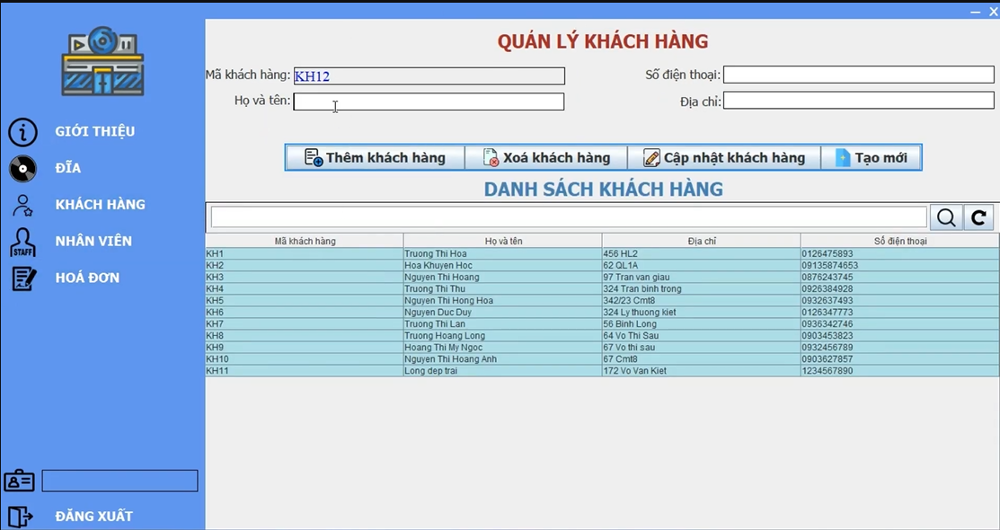 QUẢN LÝ KHÁCH HÀNG
Mã khách hàng: KH12
Số điện thoại:
Họ và tên:
Địa chỉ:
GIỚI THIỆU
ĐĨA
KHÁCH HÀNG
STAFF NHÂN VIÊN
HOÁ ĐƠN
Thêm khách hàng Xoá khách hàng Cập nhật khách hàng Tạo mới
DANH SÁCH KHÁCH HÀNG
Mã khách hàng Họ và tên Địa chỉ Số điện thoại
KH1 Truong Thi Hoa 456 HL2 0126475893
KH2 Hoa Khuyen Hoc 62 QL1A 09135874653
KH3 Nguyen Thi Hoang 97 Tran van giau 0876243745
KH4 Truong Thi Thu 324 Tran binh trong 0926384928
KH5 Nguyen Thi Hong Hoa 342/23 Cmt8 0932637493
KH6 Nguyen Duc Duy 324 Ly thuong kiet 0126347773
KH7 Truong Thi Lan 56 Binh Long 0936342746
KH8 Truong Hoang Long 64 Vo Thi Sau 0903453823
KH9 Hoang Thi My Ngoc 67 Vo thi sau 0932456789
KH10 Nguyen Thi Hoang Anh 67 Cmt8 0903627857
KH11 Long dep trai 172 Vo Van Kiet 1234567890
ĐĂNG XUẤT